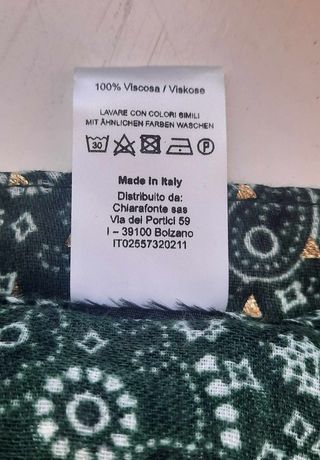 100% Viscosa / Viskose
LAVARE CON COLORI SIMILI
MIT ÄHNLICHEN FARBEN WASCHEN
30 P
Made in Italy
Distribuito da:
Chiarafonte sas
Via dei Portici 59
I – 39100 Bolzano
IT02557320211